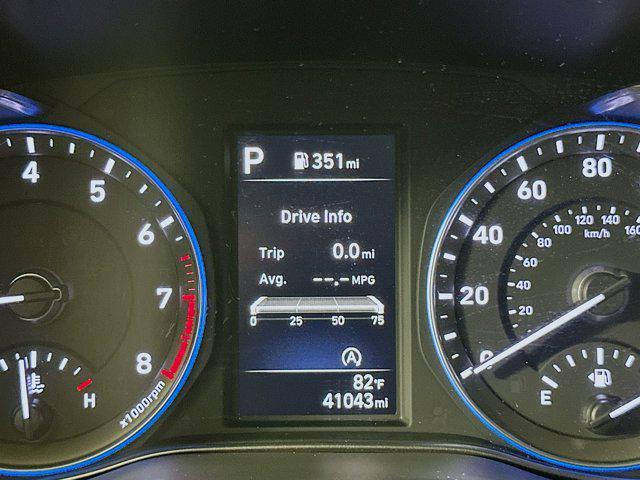 P 351 mi
Drive Info
Trip 0.0 mi
Avg. --.- MPG
0 25 50 75
A
82°F
41043 mi
4
5
6
7
8
x1000rpm
H
0
20
40
60
80
20
40
60
80
100
120
140
160
km/h
E